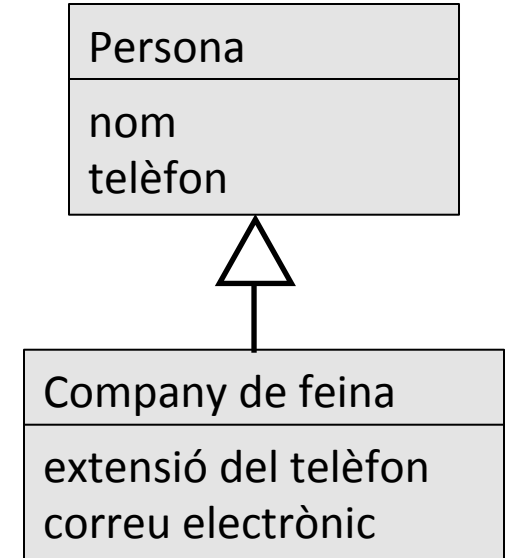 Persona
nom
telèfon
Company de feina
extensió del telèfon
correu electrònic